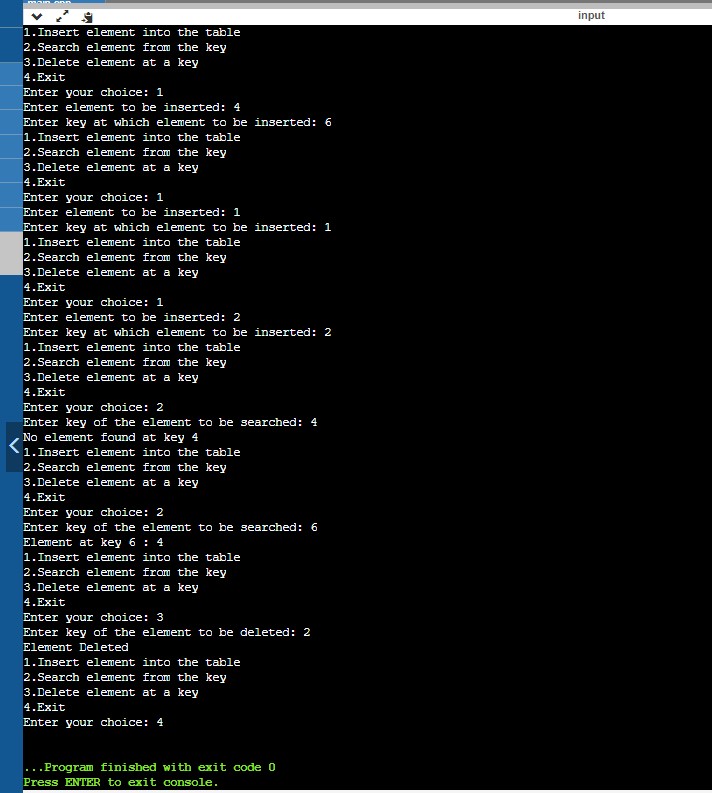 main.cpp
input
1.Insert element into the table
2.Search element from the key
3.Delete element at a key
4.Exit
Enter your choice: 1
Enter element to be inserted: 4
Enter key at which element to be inserted: 6
1.Insert element into the table
2.Search element from the key
3.Delete element at a key
4.Exit
Enter your choice: 1
Enter element to be inserted: 1
Enter key at which element to be inserted: 1
1.Insert element into the table
2.Search element from the key
3.Delete element at a key
4.Exit
Enter your choice: 1
Enter element to be inserted: 2
Enter key at which element to be inserted: 2
1.Insert element into the table
2.Search element from the key
3.Delete element at a key
4.Exit
Enter your choice: 2
Enter key of the element to be searched: 4
No element found at key 4
1.Insert element into the table
2.Search element from the key
3.Delete element at a key
4.Exit
Enter your choice: 2
Enter key of the element to be searched: 6
Element at key 6 : 4
1.Insert element into the table
2.Search element from the key
3.Delete element at a key
4.Exit
Enter your choice: 3
Enter key of the element to be deleted: 2
Element Deleted
1.Insert element into the table
2.Search element from the key
3.Delete element at a key
4.Exit
Enter your choice: 4
...Program finished with exit code 0
Press ENTER to exit console.